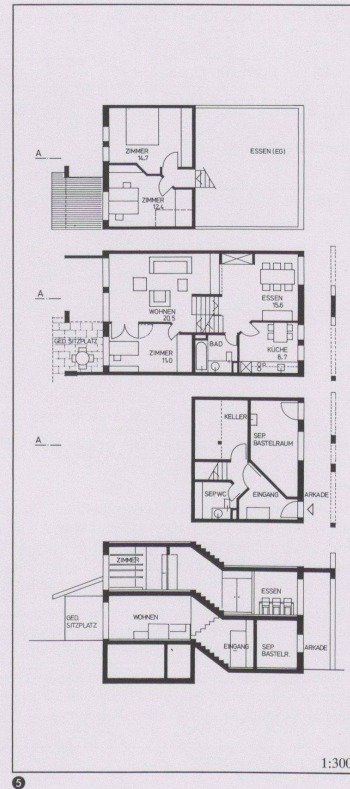 ZIMMER
14.7
ESSEN (EG)
A
ZIMMER
12.4
A
WOHNEN
20.5
ESSEN
15.6
GED. SITZPLATZ
BAD
ZIMMER
11.0
KÜCHE
8.7
KELLER
A
SEP.
BASTELRAUM
SEP.WC
EINGANG
ARKADE
ZIMMER
ESSEN
GED.
SITZPLATZ
WOHNEN
EINGANG
SEP.
BASTELR.
ARKADE
1:300
5